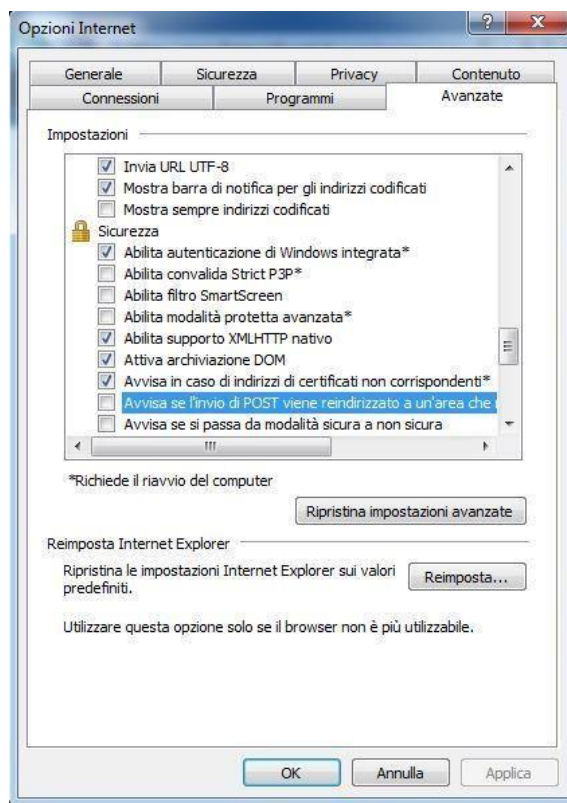 Opzioni Internet
Generale
Sicurezza
Privacy
Contenuto
Connessioni
Programmi
Avanzate
Impostazioni
Invia URL UTF-8
Mostra barra di notifica per gli indirizzi codificati
Mostra sempre indirizzi codificati
Sicurezza
Abilita autenticazione di Windows integrata*
Abilita convalida Strict P3P*
Abilita filtro SmartScreen
Abilita modalità protetta avanzata*
Abilita supporto XMLHTTP nativo
Attiva archiviazione DOM
Avvisa in caso di indirizzi di certificati non corrispondenti*
Avvisa se l'invio di POST viene reindirizzato a un'area che
Avvisa se si passa da modalità sicura a non sicura
*Richiede il riavvio del computer
Ripristina impostazioni avanzate
Reimposta Internet Explorer
Ripristina le impostazioni Internet Explorer sui valori
predefiniti.
Reimposta...
Utilizzare questa opzione solo se il browser non è più utilizzabile.
OK
Annulla
Applica